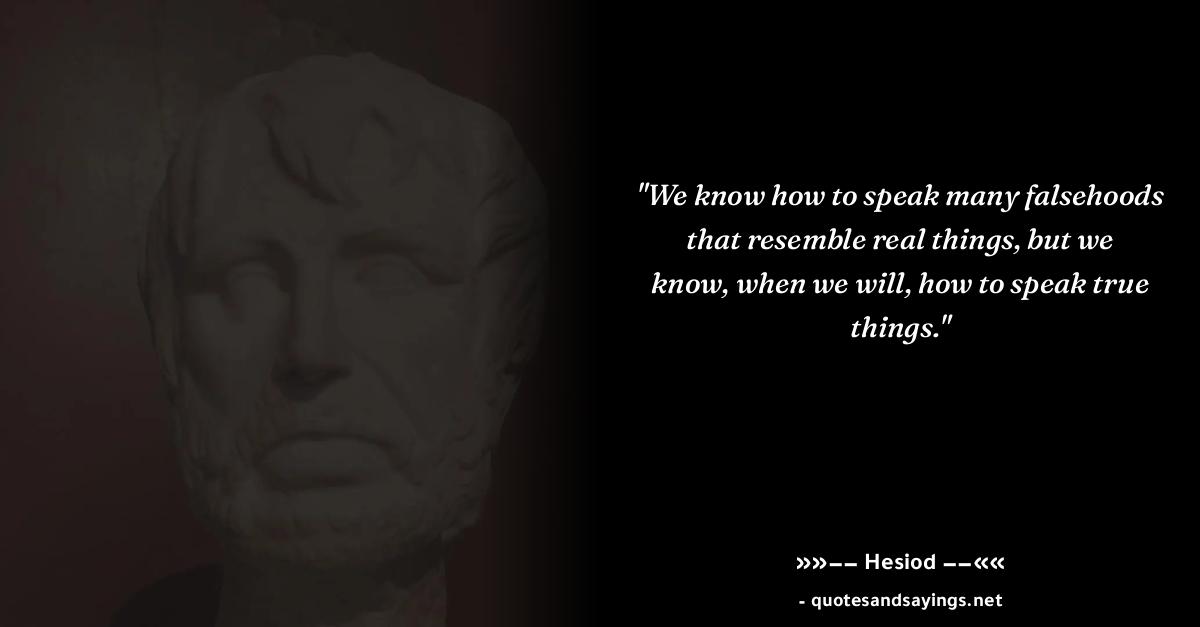 "We know how to speak many falsehoods
that resemble real things, but we
know, when we will, how to speak true
things."
»»−− Hesiod −−««
- quotesandsayings.net